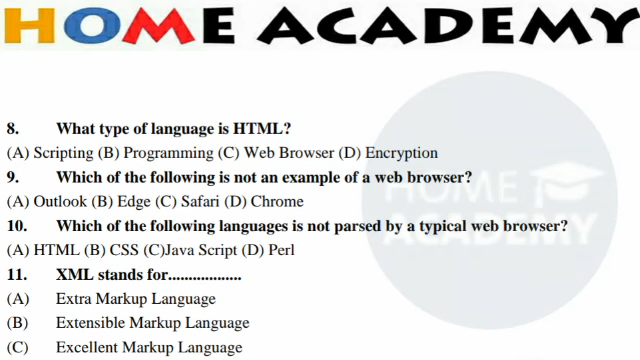 HOME ACADEMY
8. What type of language is HTML?
(A) Scripting (B) Programming (C) Web Browser (D) Encryption
9. Which of the following is not an example of a web browser?
(A) Outlook (B) Edge (C) Safari (D) Chrome
10. Which of the following languages is not parsed by a typical web browser?
(A) HTML (B) CSS (C)Java Script (D) Perl
11. XML stands for..................
(A) Extra Markup Language
(B) Extensible Markup Language
(C) Excellent Markup Language
HOME
ACADEMY